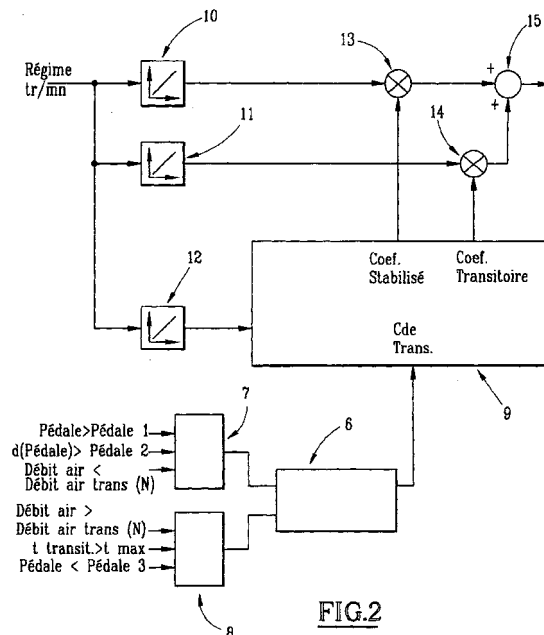 10
13
15
Régime
tr/mn
+
+
11
14
12
Coef.
Stabilisé
Coef.
Transitoire
Cde
Trans.
9
7
6
Pédale>Pédale 1
d(Pédale)> Pédale 2
Débit air <
Débit air trans (N)
Débit air >
Débit air trans (N)
t transit.>t max
Pédale < Pédale 3
8
FIG.2